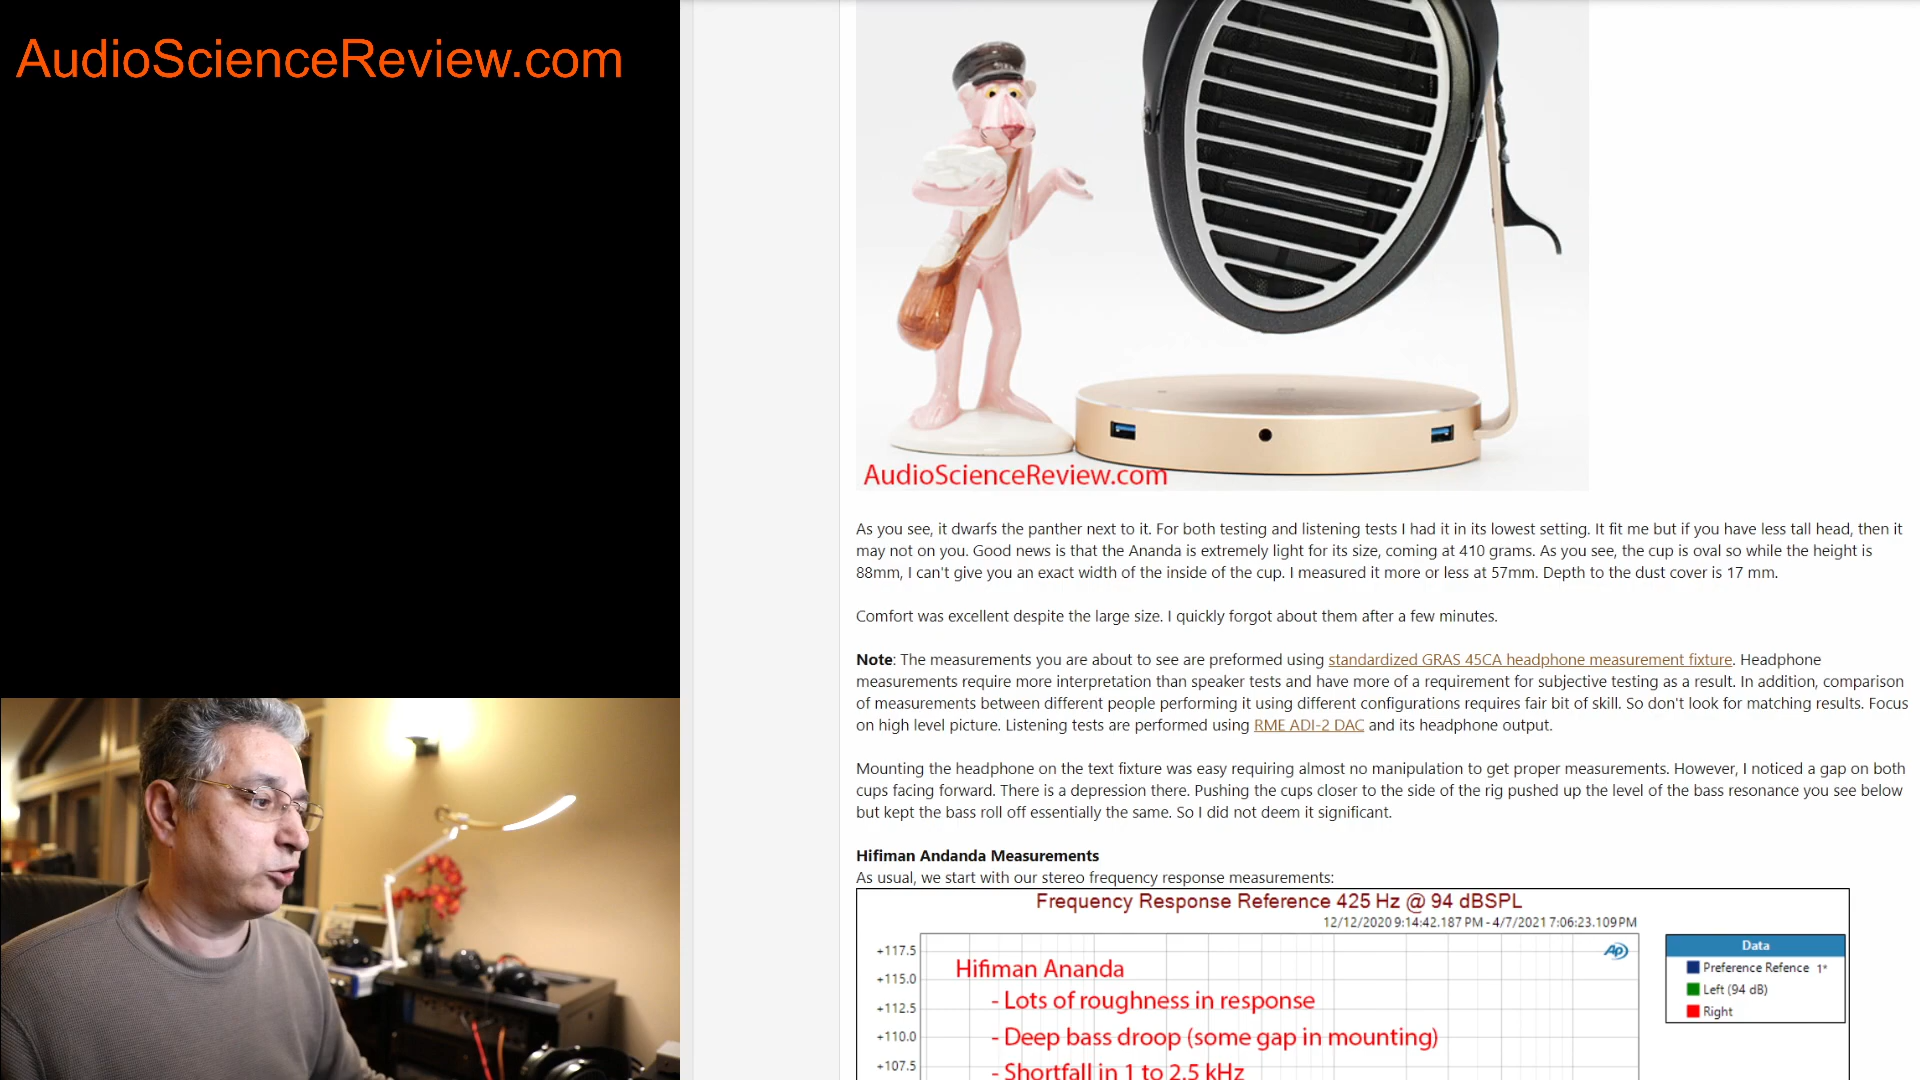 AudioScienceReview.com
AudioScienceReview.com
As you see, it dwarfs the panther next to it. For both testing and listening tests I had it in its lowest setting. It fit me but if you have less tall head, then it
may not on you. Good news is that the Ananda is extremely light for its size, coming at 410 grams. As you see, the cup is oval so while the height is
88mm, I can't give you an exact width of the inside of the cup. I measured it more or less at 57mm. Depth to the dust cover is 17 mm.
Comfort was excellent despite the large size. I quickly forgot about them after a few minutes.
Note: The measurements you are about to see are preformed using standardized GRAS 45CA headphone measurement fixture. Headphone
measurements require more interpretation than speaker tests and have more of a requirement for subjective testing as a result. In addition, comparison
of measurements between different people performing it using different configurations requires fair bit of skill. So don't look for matching results. Focus
on high level picture. Listening tests are performed using RME ADI-2 DAC and its headphone output.
Mounting the headphone on the text fixture was easy requiring almost no manipulation to get proper measurements. However, I noticed a gap on both
cups facing forward. There is a depression there. Pushing the cups closer to the side of the rig pushed up the level of the bass resonance you see below
but kept the bass roll off essentially the same. So I did not deem it significant.
Hifiman Andanda Measurements
As usual, we start with our stereo frequency response measurements:
Frequency Response Reference 425 Hz @ 94 dBSPL
12/12/2020 9:14:42.187 PM - 4/7/2021 7:06:23.109 PM
+117.5
+115.0
+112.5
+110.0
+107.5
Hifiman Ananda
- Lots of roughness in response
- Deep bass droop (some gap in mounting)
- Shortfall in 1 to 2.5 kHz
AP
Data
Preference Refence 1*
Left (94 dB)
Right